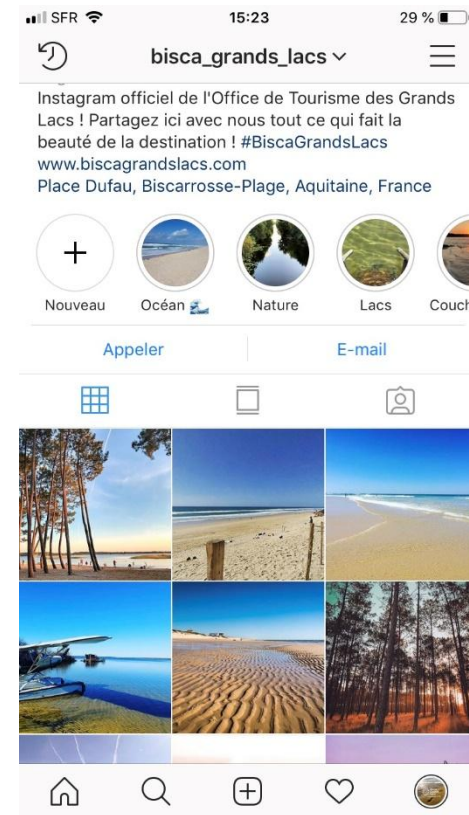 SFR 15:23 29 %
bisca_grands_lacs
Instagram officiel de l'Office de Tourisme des Grands
Lacs ! Partagez ici avec nous tout ce qui fait la
beauté de la destination ! #BiscaGrandsLacs
www.biscagrandslacs.com
Place Dufau, Biscarrosse-Plage, Aquitaine, France
Nouveau Océan 🌊 Nature Lacs Couch
Appeler E-mail